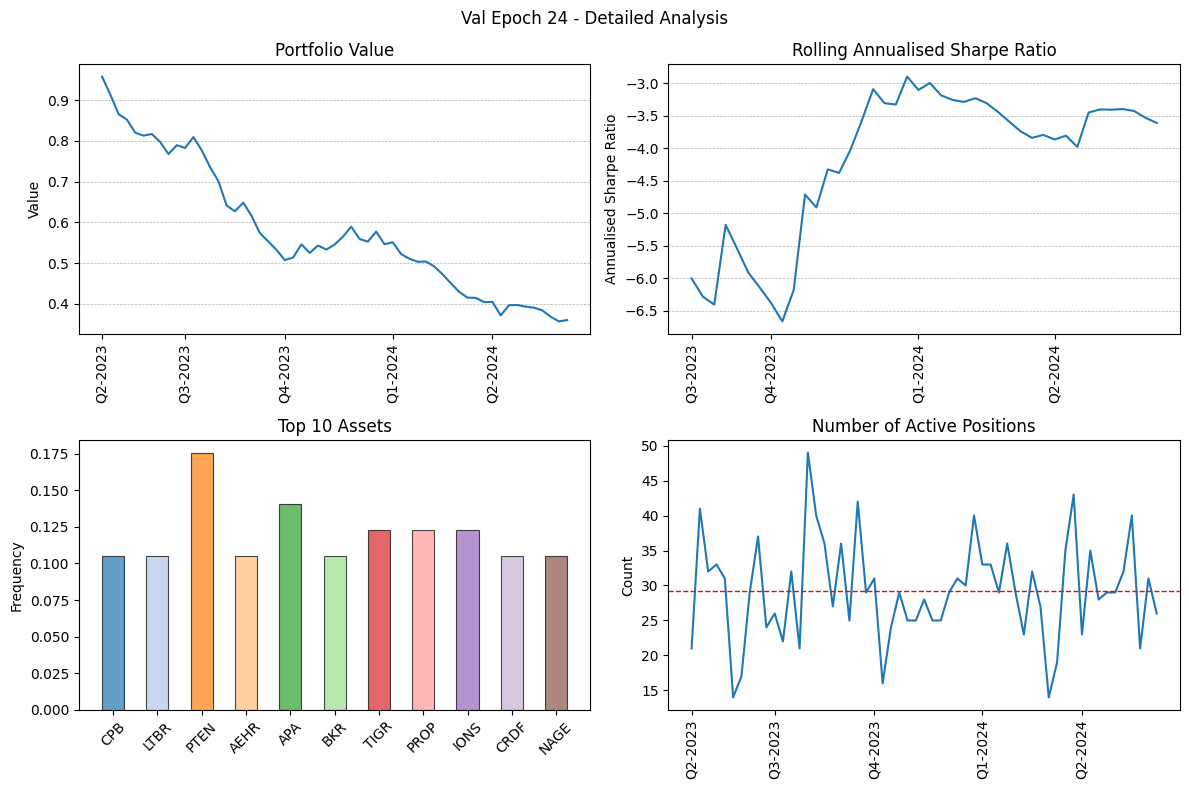 Val Epoch 24 - Detailed Analysis
Portfolio Value
Value
0.9
0.8
0.7
0.6
0.5
0.4
Q2-2023
Q3-2023
Q4-2023
Q1-2024
Q2-2024
Rolling Annualised Sharpe Ratio
Annualised Sharpe Ratio
−3.0
−3.5
−4.0
−4.5
−5.0
−5.5
−6.0
−6.5
Q3-2023
Q4-2023
Q1-2024
Q2-2024
Top 10 Assets
Frequency
0.175
0.150
0.125
0.100
0.075
0.050
0.025
0.000
CPB
LTBR
PTEN
AEHR
APA
BKR
TIGR
PROP
IONS
CRDF
NAGE
Number of Active Positions
Count
50
45
40
35
30
25
20
15
Q2-2023
Q3-2023
Q4-2023
Q1-2024
Q2-2024